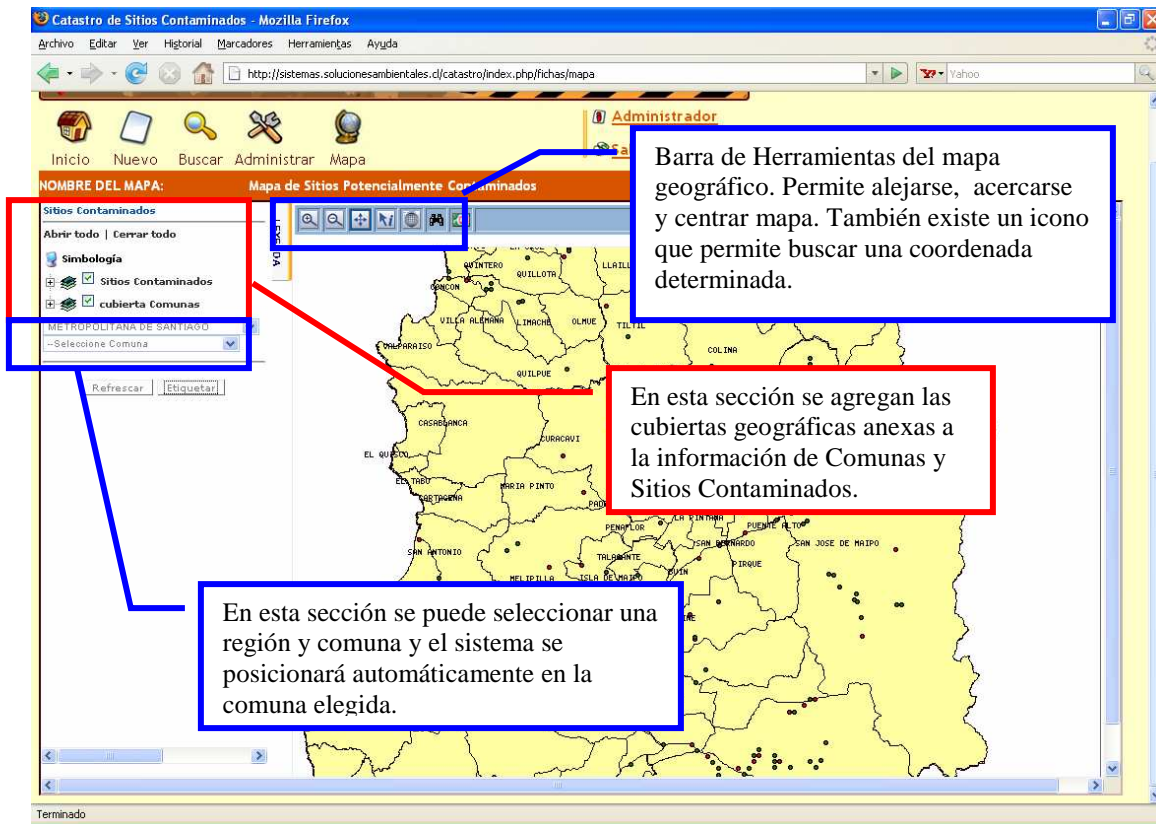 Catastro de Sitios Contaminados - Mozilla Firefox
Archivo Editar Ver Historial Marcadores Herramientas Ayuda
http://sistemas.solucionesambientales.cl/catastro/index.php/fichas/mapa
Yahoo
Administrador
Inicio Nuevo Buscar Administrar Mapa
NOMBRE DEL MAPA: Mapa de Sitios Potencialmente Contaminados
Barra de Herramientas del mapa
geográfico. Permite alejarse, acercarse
y centrar mapa. También existe un icono
que permite buscar una coordenada
determinada.
Sitios Contaminados
Abrir todo | Cerrar todo
Simbología
Sitios Contaminados
cubierta Comunas
METROPOLITANA DE SANTIAGO
--Seleccione Comuna
Refrescar Etiquetar
QUINTERO
QUILLOTA
CONCON
VILLA ALEMANA
LIMACHE
OLMUE
TILTIL
VALPARAISO
COLINA
QUILPUE
En esta sección se agregan las
cubiertas geográficas anexas a
la información de Comunas y
Sitios Contaminados.
CASABLANCA
CURACAVI
EL QUISCO
EL TABO
MARIA PINTO
CARTAGENA
LA PINTANA
PEÑAFLOR
PUENTE ALTO
SAN ANTONIO
SAN BERNARDO
SAN JOSE DE MAIPO
TALAGANTE
PIRQUE
BUIN
MELIPILLA
ISLA DE MAIPO
En esta sección se puede seleccionar una
región y comuna y el sistema se
posicionará automáticamente en la
comuna elegida.
Terminado